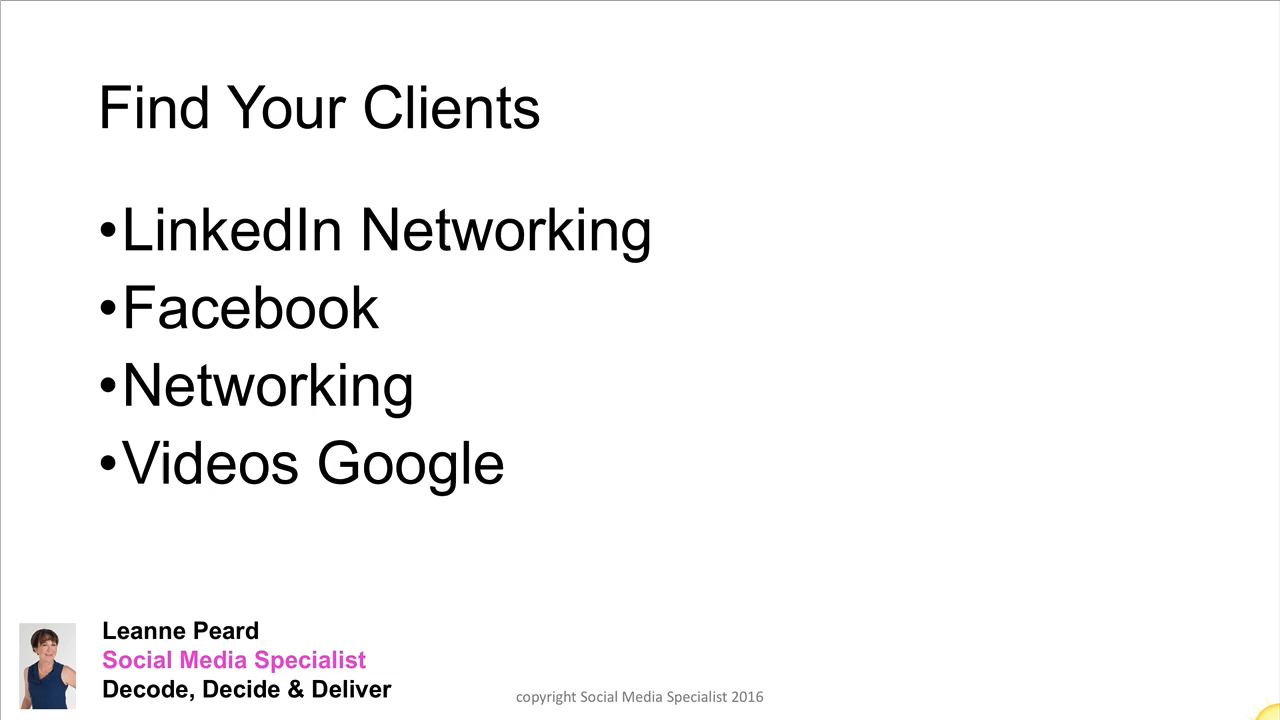 Find Your Clients
•LinkedIn Networking
•Facebook
•Networking
•Videos Google
Leanne Peard
Social Media Specialist
Decode, Decide & Deliver
copyright Social Media Specialist 2016